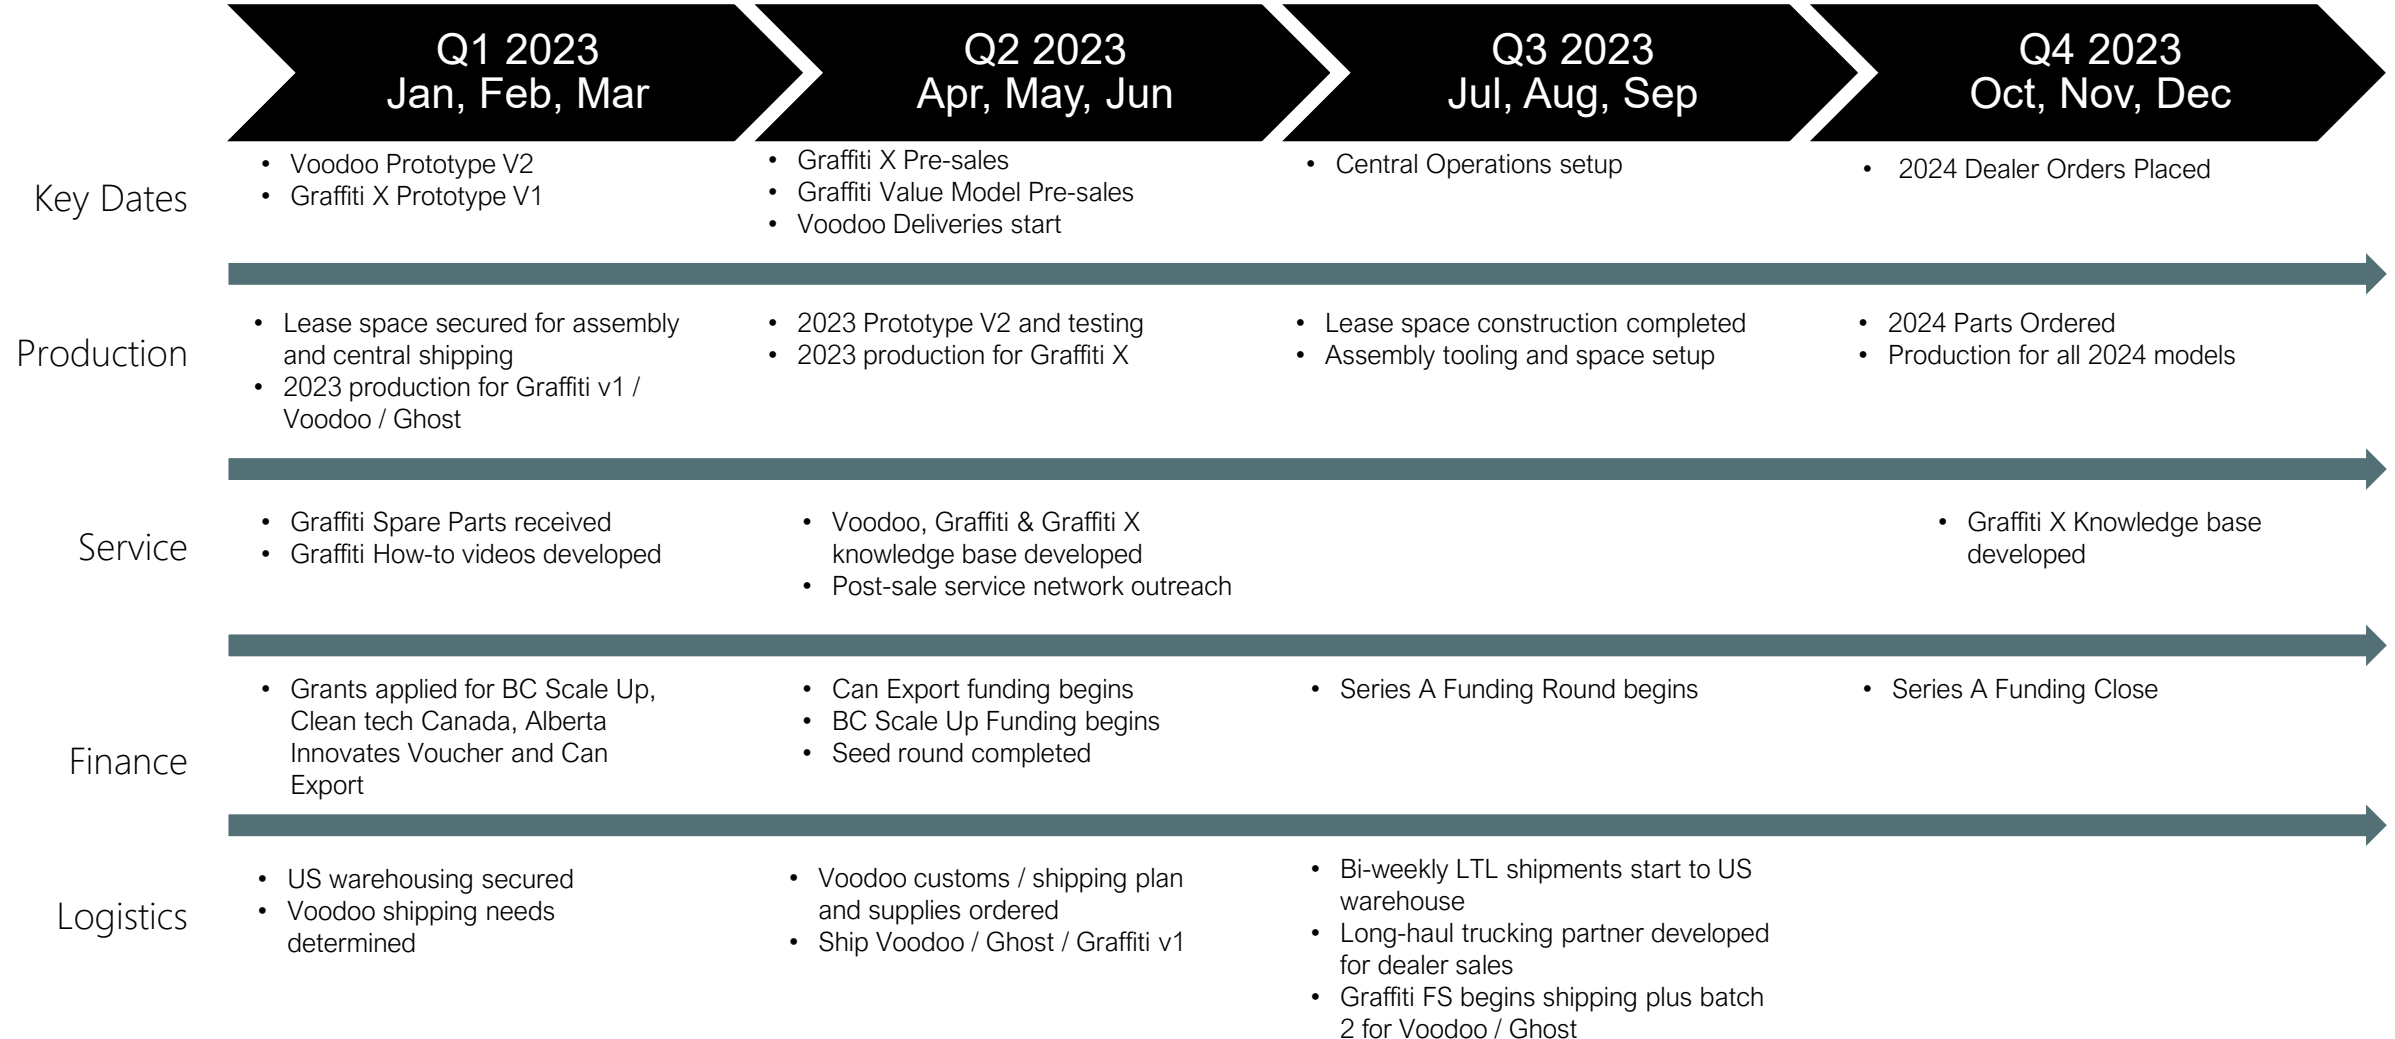 Q1 2023
Jan, Feb, Mar
Q2 2023
Apr, May, Jun
Q3 2023
Jul, Aug, Sep
Q4 2023
Oct, Nov, Dec
Key Dates
• Voodoo Prototype V2
• Graffiti X Prototype V1
• Graffiti X Pre-sales
• Graffiti Value Model Pre-sales
• Voodoo Deliveries start
• Central Operations setup
• 2024 Dealer Orders Placed
Production
• Lease space secured for assembly
and central shipping
• 2023 production for Graffiti v1 /
Voodoo / Ghost
• 2023 Prototype V2 and testing
• 2023 production for Graffiti X
• Lease space construction completed
• Assembly tooling and space setup
• 2024 Parts Ordered
• Production for all 2024 models
Service
• Graffiti Spare Parts received
• Graffiti How-to videos developed
• Voodoo, Graffiti & Graffiti X
knowledge base developed
• Post-sale service network outreach
• Graffiti X Knowledge base
developed
Finance
• Grants applied for BC Scale Up,
Clean tech Canada, Alberta
Innovates Voucher and Can
Export
• Can Export funding begins
• BC Scale Up Funding begins
• Seed round completed
• Series A Funding Round begins
• Series A Funding Close
Logistics
• US warehousing secured
• Voodoo shipping needs
determined
• Voodoo customs / shipping plan
and supplies ordered
• Ship Voodoo / Ghost / Graffiti v1
• Bi-weekly LTL shipments start to US
warehouse
• Long-haul trucking partner developed
for dealer sales
• Graffiti FS begins shipping plus batch
2 for Voodoo / Ghost